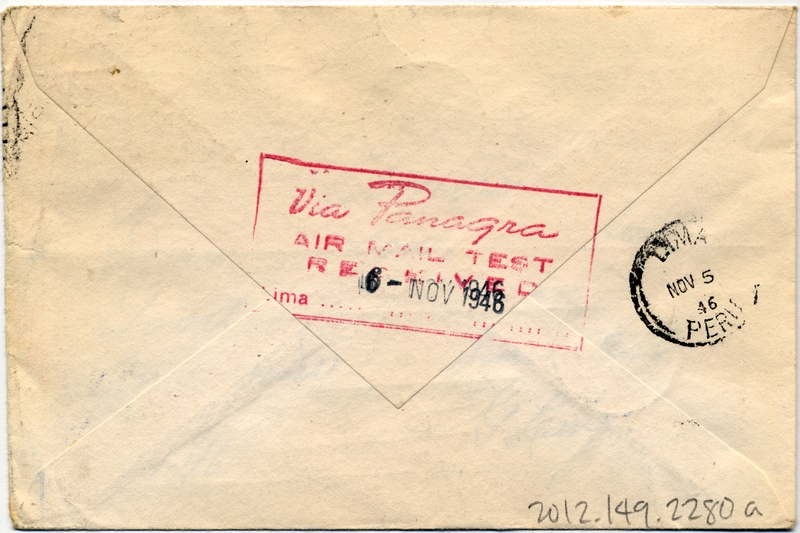 Via Panagra
AIR MAIL TEST
RECEIVED
Lima
6 - NOV 1946
LIMA
NOV 5
46
PERU
2012.149.2280a